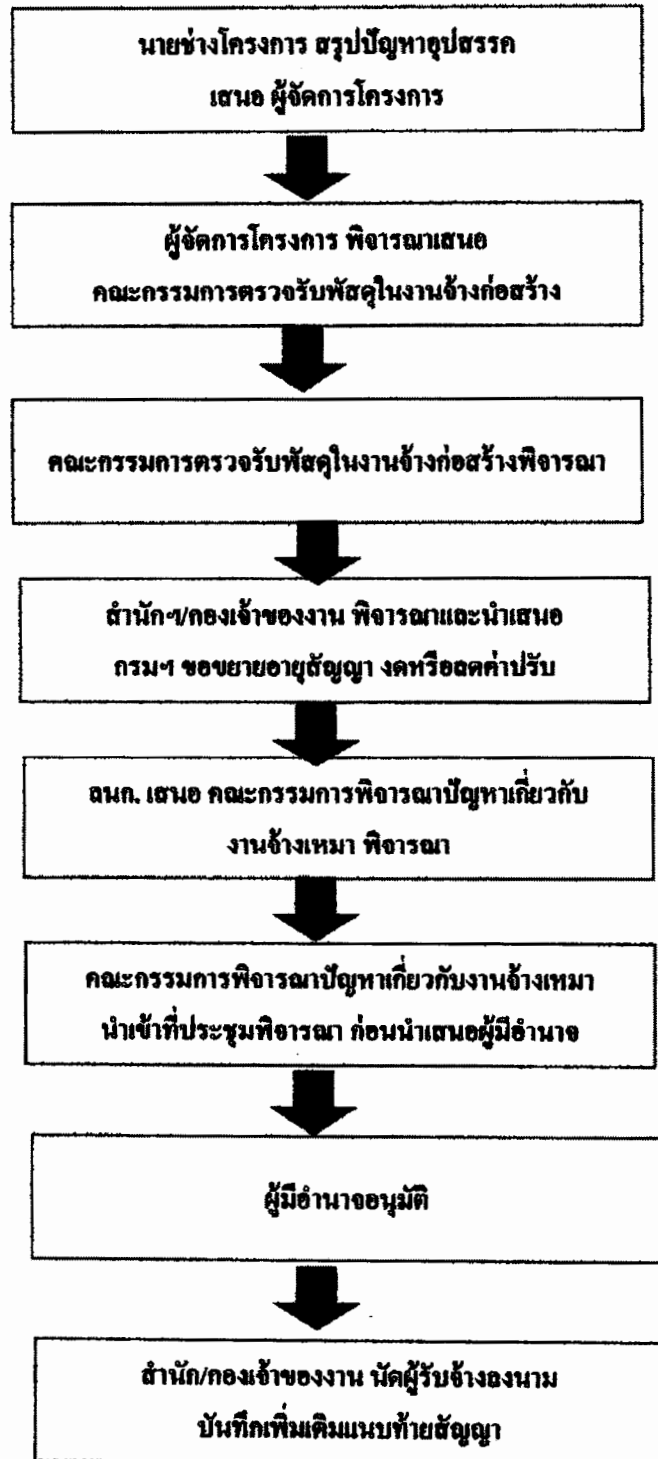 นายช่างโครงการ สรุปปัญหาอุปสรรค
เสนอ ผู้จัดการโครงการ
ผู้จัดการโครงการ พิจารณาเสนอ
คณะกรรมการตรวจรับพัสดุในงานจ้างก่อสร้าง
คณะกรรมการตรวจรับพัสดุในงานจ้างก่อสร้างพิจารณา
สำนักฯ/กองเจ้าของงาน พิจารณาและนำเสนอ
กรมฯ ขอขยายอายุสัญญา งดหรือลดค่าปรับ
ลนก. เสนอ คณะกรรมการพิจารณาปัญหาเกี่ยวกับ
งานจ้างเหมา พิจารณา
คณะกรรมการพิจารณาปัญหาเกี่ยวกับงานจ้างเหมา
นำเข้าที่ประชุมพิจารณา ก่อนนำเสนอผู้มีอำนาจ
ผู้มีอำนาจอนุมัติ
สำนัก/กองเจ้าของงาน นัดผู้รับจ้างลงนาม
บันทึกเพิ่มเติมแนบท้ายสัญญา